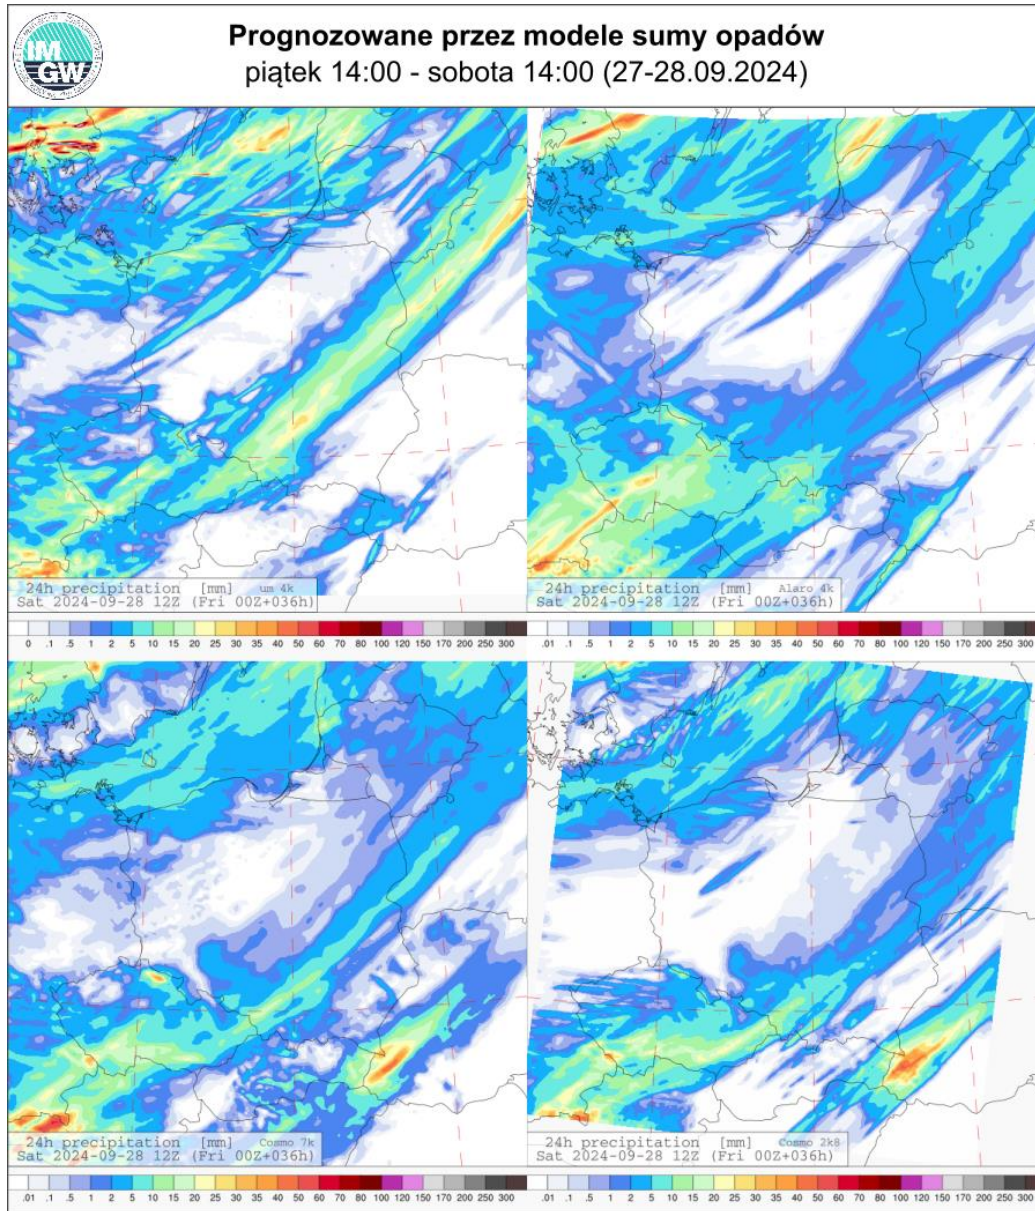 IM
GW
Prognozowane przez modele sumy opadów
piątek 14:00 - sobota 14:00 (27-28.09.2024)
24h precipitation [mm] um 4k
Sat 2024-09-28 12Z (Fri 00Z+036h)
24h precipitation [mm] Alaro 4k
Sat 2024-09-28 12Z (Fri 00Z+036h)
0 .1 .5 1 2 5 10 15 20 25 30 35 40 50 60 70 80 100 120 150 170 200 250 300
.01 .1 .5 1 2 5 10 15 20 25 30 35 40 50 60 70 80 100 120 150 170 200 250 300
24h precipitation [mm] Cosmo 7k
Sat 2024-09-28 12Z (Fri 00Z+036h)
24h precipitation [mm] Cosmo 2k8
Sat 2024-09-28 12Z (Fri 00Z+036h)
.01 .1 .5 1 2 5 10 15 20 25 30 35 40 50 60 70 80 100 120 150 170 200 250 300
.01 .1 .5 1 2 5 10 15 20 25 30 35 40 50 60 70 80 100 120 150 170 200 250 300